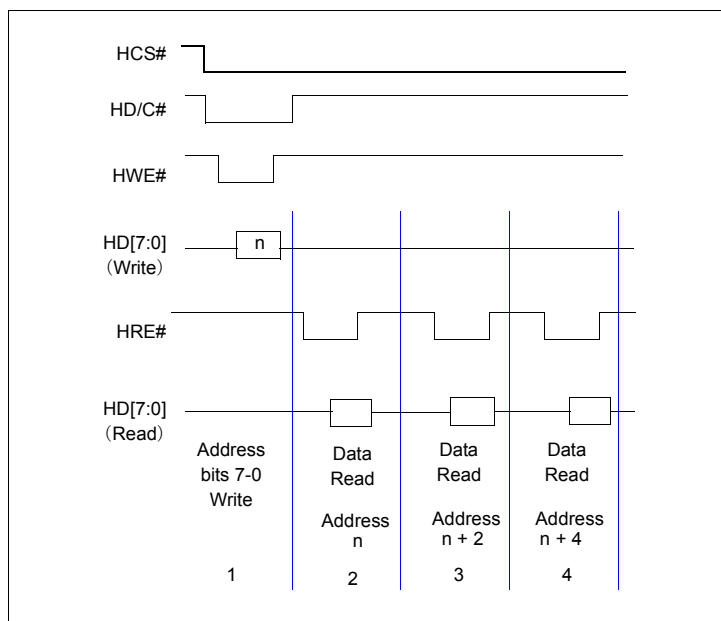 HCS#
HD/C#
HWE#
HD[7:0]
（Write）
n
HRE#
HD[7:0]
（Read）
Address
bits 7-0
Write
Data
Read
Address
n
Data
Read
Address
n + 2
Data
Read
Address
n + 4
1
2
3
4